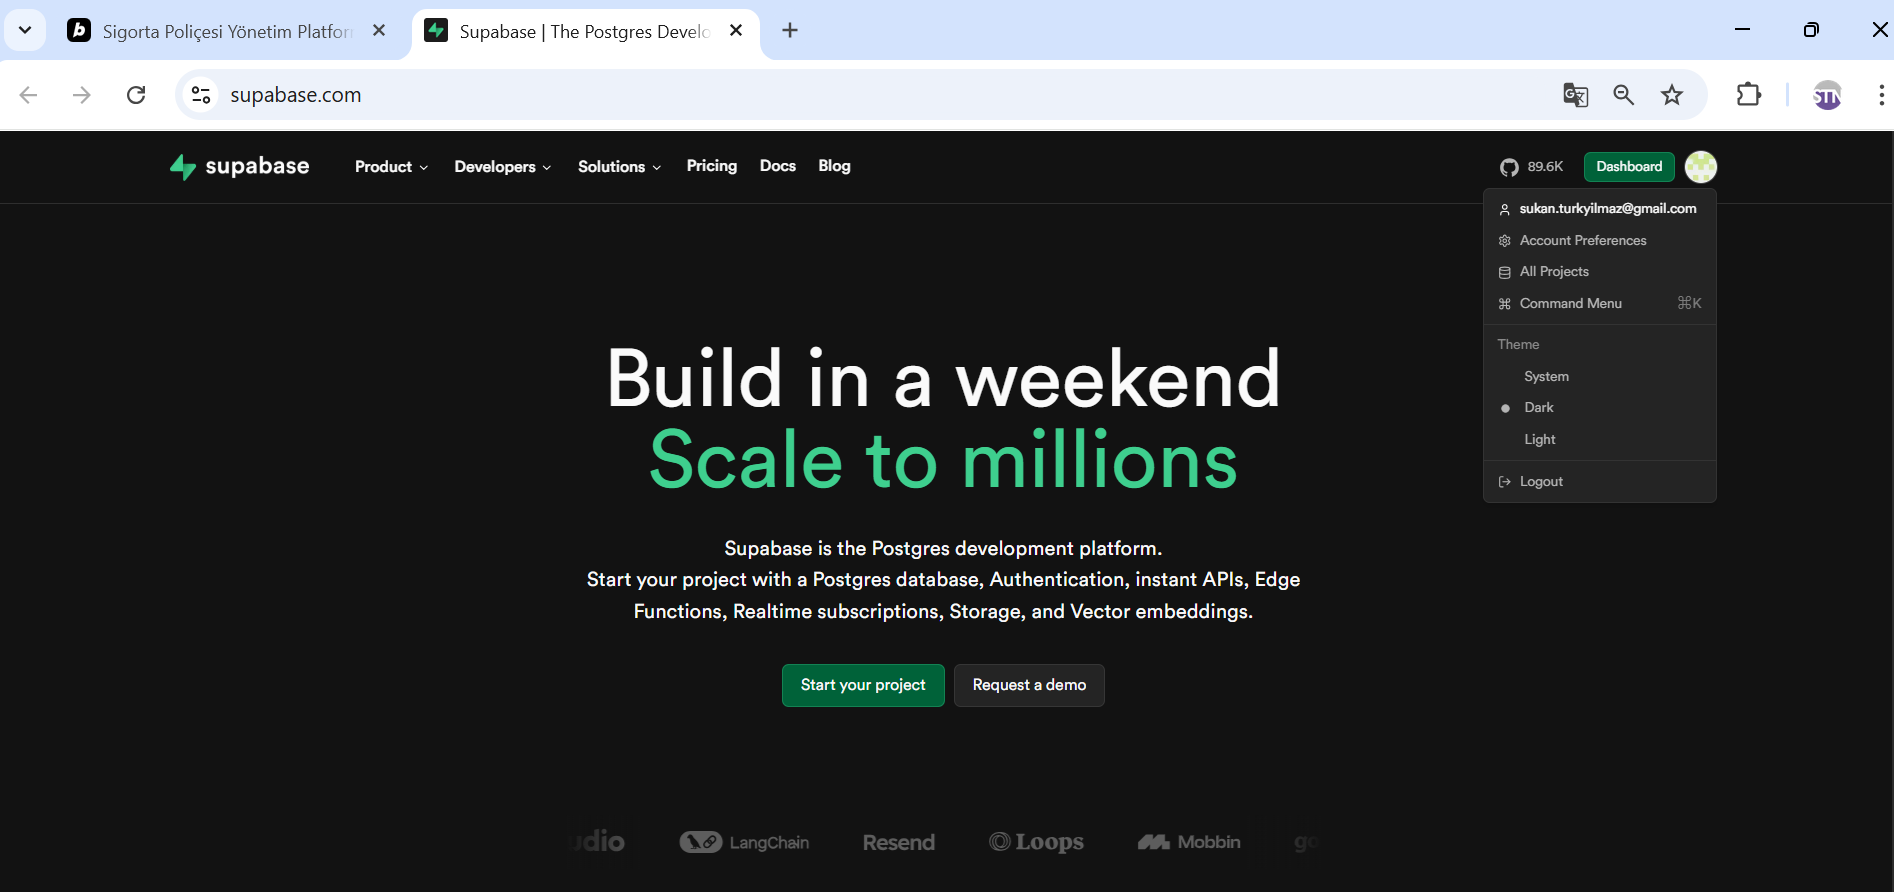 Sigorta Poliçesi Yönetim Platfor
Supabase | The Postgres Develo
supabase.com
STN
supabase
Product
Developers
Solutions
Pricing
Docs
Blog
89.6K
Dashboard
sukan.turkyilmaz@gmail.com
Account Preferences
All Projects
Command Menu ⌘K
Theme
System
Dark
Light
Logout
Build in a weekend
Scale to millions
Supabase is the Postgres development platform.
Start your project with a Postgres database, Authentication, instant APIs, Edge
Functions, Realtime subscriptions, Storage, and Vector embeddings.
Start your project
Request a demo
udio
LangChain
Resend
Loops
Mobbin
go